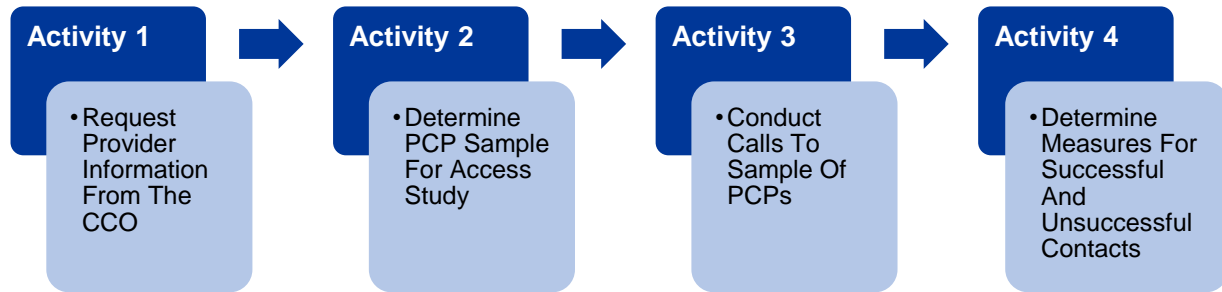 Activity 1
•Request
Provider
Information
From The
CCO
Activity 2
•Determine
PCP Sample
For Access
Study
Activity 3
•Conduct
Calls To
Sample Of
PCPs
Activity 4
•Determine
Measures For
Successful
And
Unsuccessful
Contacts